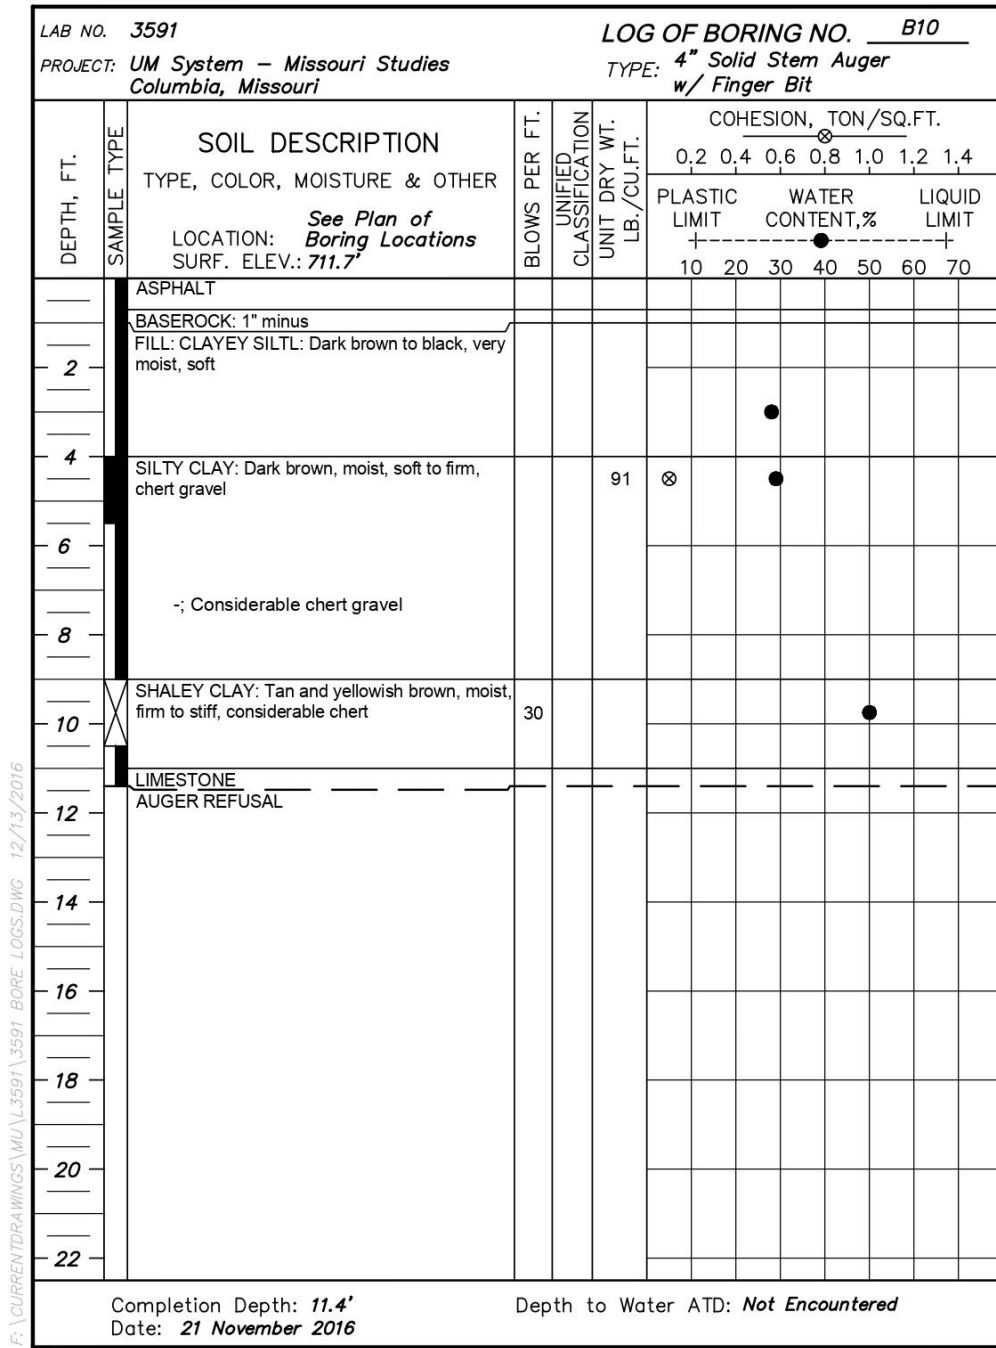 LAB NO. 3591
LOG OF BORING NO. B10
PROJECT: UM System – Missouri Studies
Columbia, Missouri
TYPE: 4" Solid Stem Auger
w/ Finger Bit
DEPTH, FT.
SAMPLE TYPE
SOIL DESCRIPTION
TYPE, COLOR, MOISTURE & OTHER
LOCATION: See Plan of
Boring Locations
SURF. ELEV.: 711.7'
BLOWS PER FT.
UNIFIED
CLASSIFICATION
UNIT DRY WT.
LB./CU.FT.
COHESION, TON/SQ.FT.
0.2 0.4 0.6 0.8 1.0 1.2 1.4
PLASTIC
LIMIT
WATER
CONTENT,%
LIQUID
LIMIT
10 20 30 40 50 60 70
ASPHALT
BASEROCK: 1" minus
FILL: CLAYEY SILTL: Dark brown to black, very
moist, soft
2
4
SILTY CLAY: Dark brown, moist, soft to firm,
chert gravel
91
6
-; Considerable chert gravel
8
SHALEY CLAY: Tan and yellowish brown, moist,
firm to stiff, considerable chert
30
10
LIMESTONE
AUGER REFUSAL
12
14
16
18
20
22
Completion Depth: 11.4'
Date: 21 November 2016
Depth to Water ATD: Not Encountered
F:\CURRENTDRAWINGS\MU\L3591\3591 BORE LOGS.DWG 12/13/2016